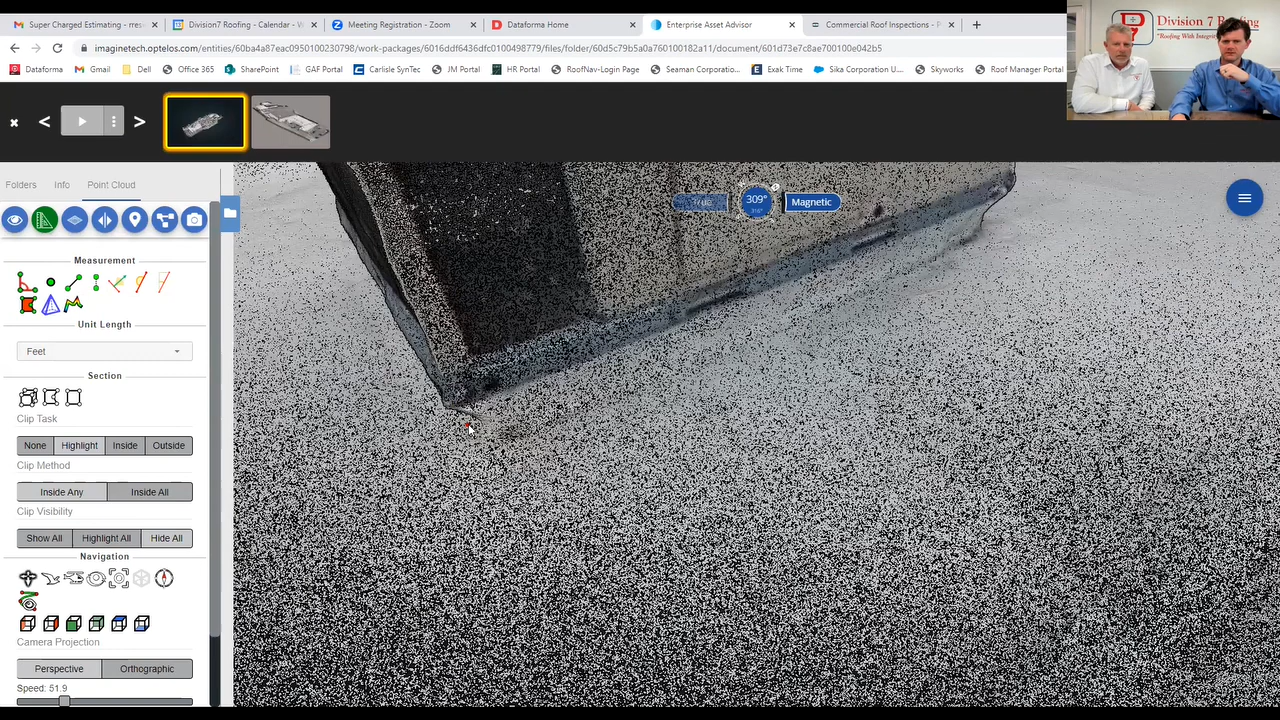 Super Charged Estimating - rres
Division7 Roofing - Calendar - W
Meeting Registration - Zoom
Dataforma Home
Enterprise Asset Advisor
Commercial Roof Inspections - P
imaginetech.optelos.com/entities/60ba4a87eac0950100230798/work-packages/6016ddf6df1f170100298779/files/folder/60d5c79b5a0a760100182a11/document/601d73e7cfae700100e042b5
Dataforma
Gmail
Dell
Office 365
SharePoint
GAF Portal
Carlisle SynTec
JM Portal
HR Portal
RoofNav-Login Page
Seaman Corporatio...
Exak Time
Sika Corporation U...
Skyworks
Roof Manager Portal
Division 7 Roofing
"Roofing With Integrity
Folders
Info
Point Cloud
True
309°
Magnetic
Measurement
Unit Length
Feet
Section
Clip Task
None
Highlight
Inside
Outside
Clip Method
Inside Any
Inside All
Clip Visibility
Show All
Highlight All
Hide All
Navigation
Camera Projection
Perspective
Orthographic
Speed: 51.9